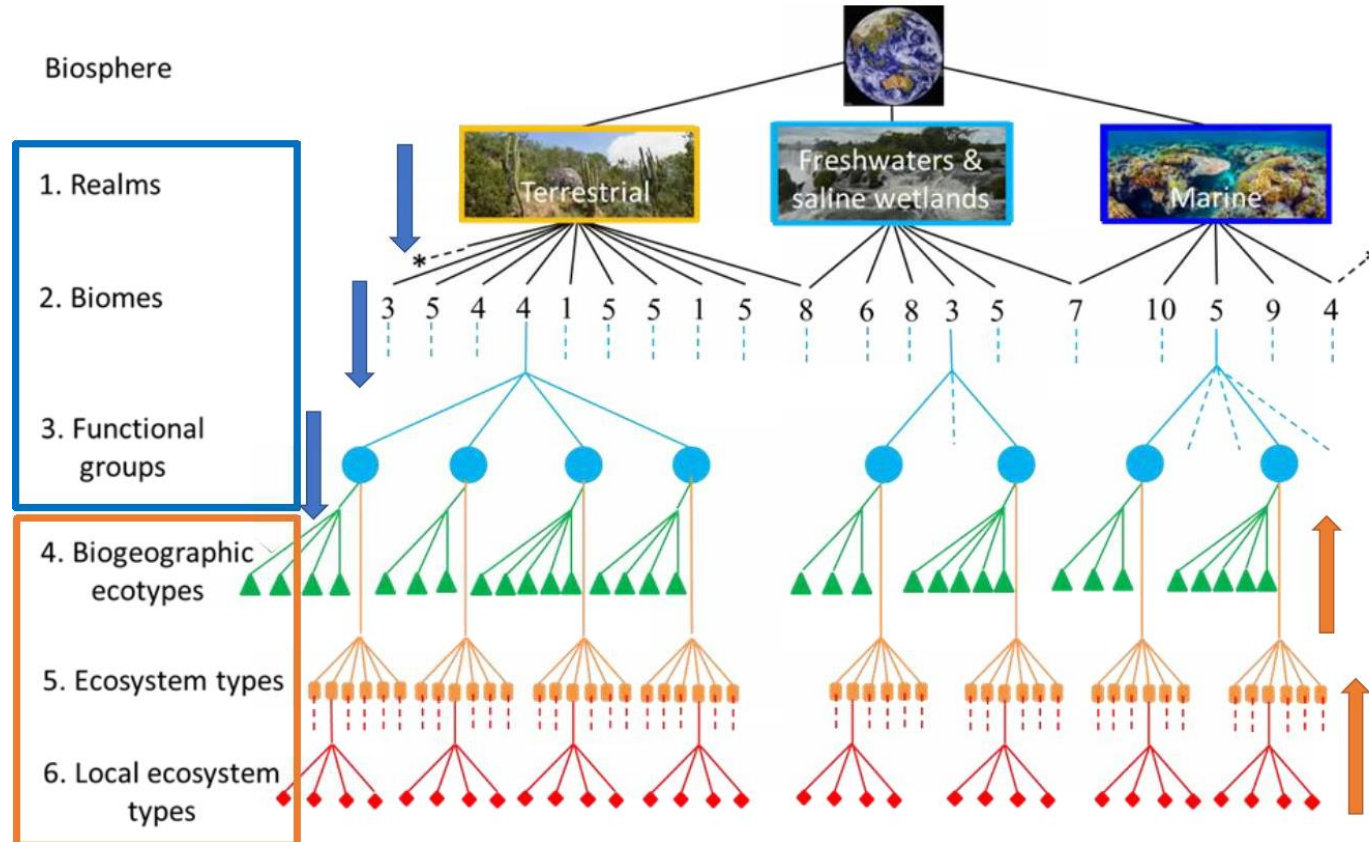 Biosphere
1. Realms
Terrestrial
Freshwaters &
saline wetlands
Marine
*
*
2. Biomes
3 5 4 4 1 5 5 1 5 8 6 8 3 5 7 10 5 9 4
3. Functional
groups
4. Biogeographic
ecotypes
5. Ecosystem types
6. Local ecosystem
types